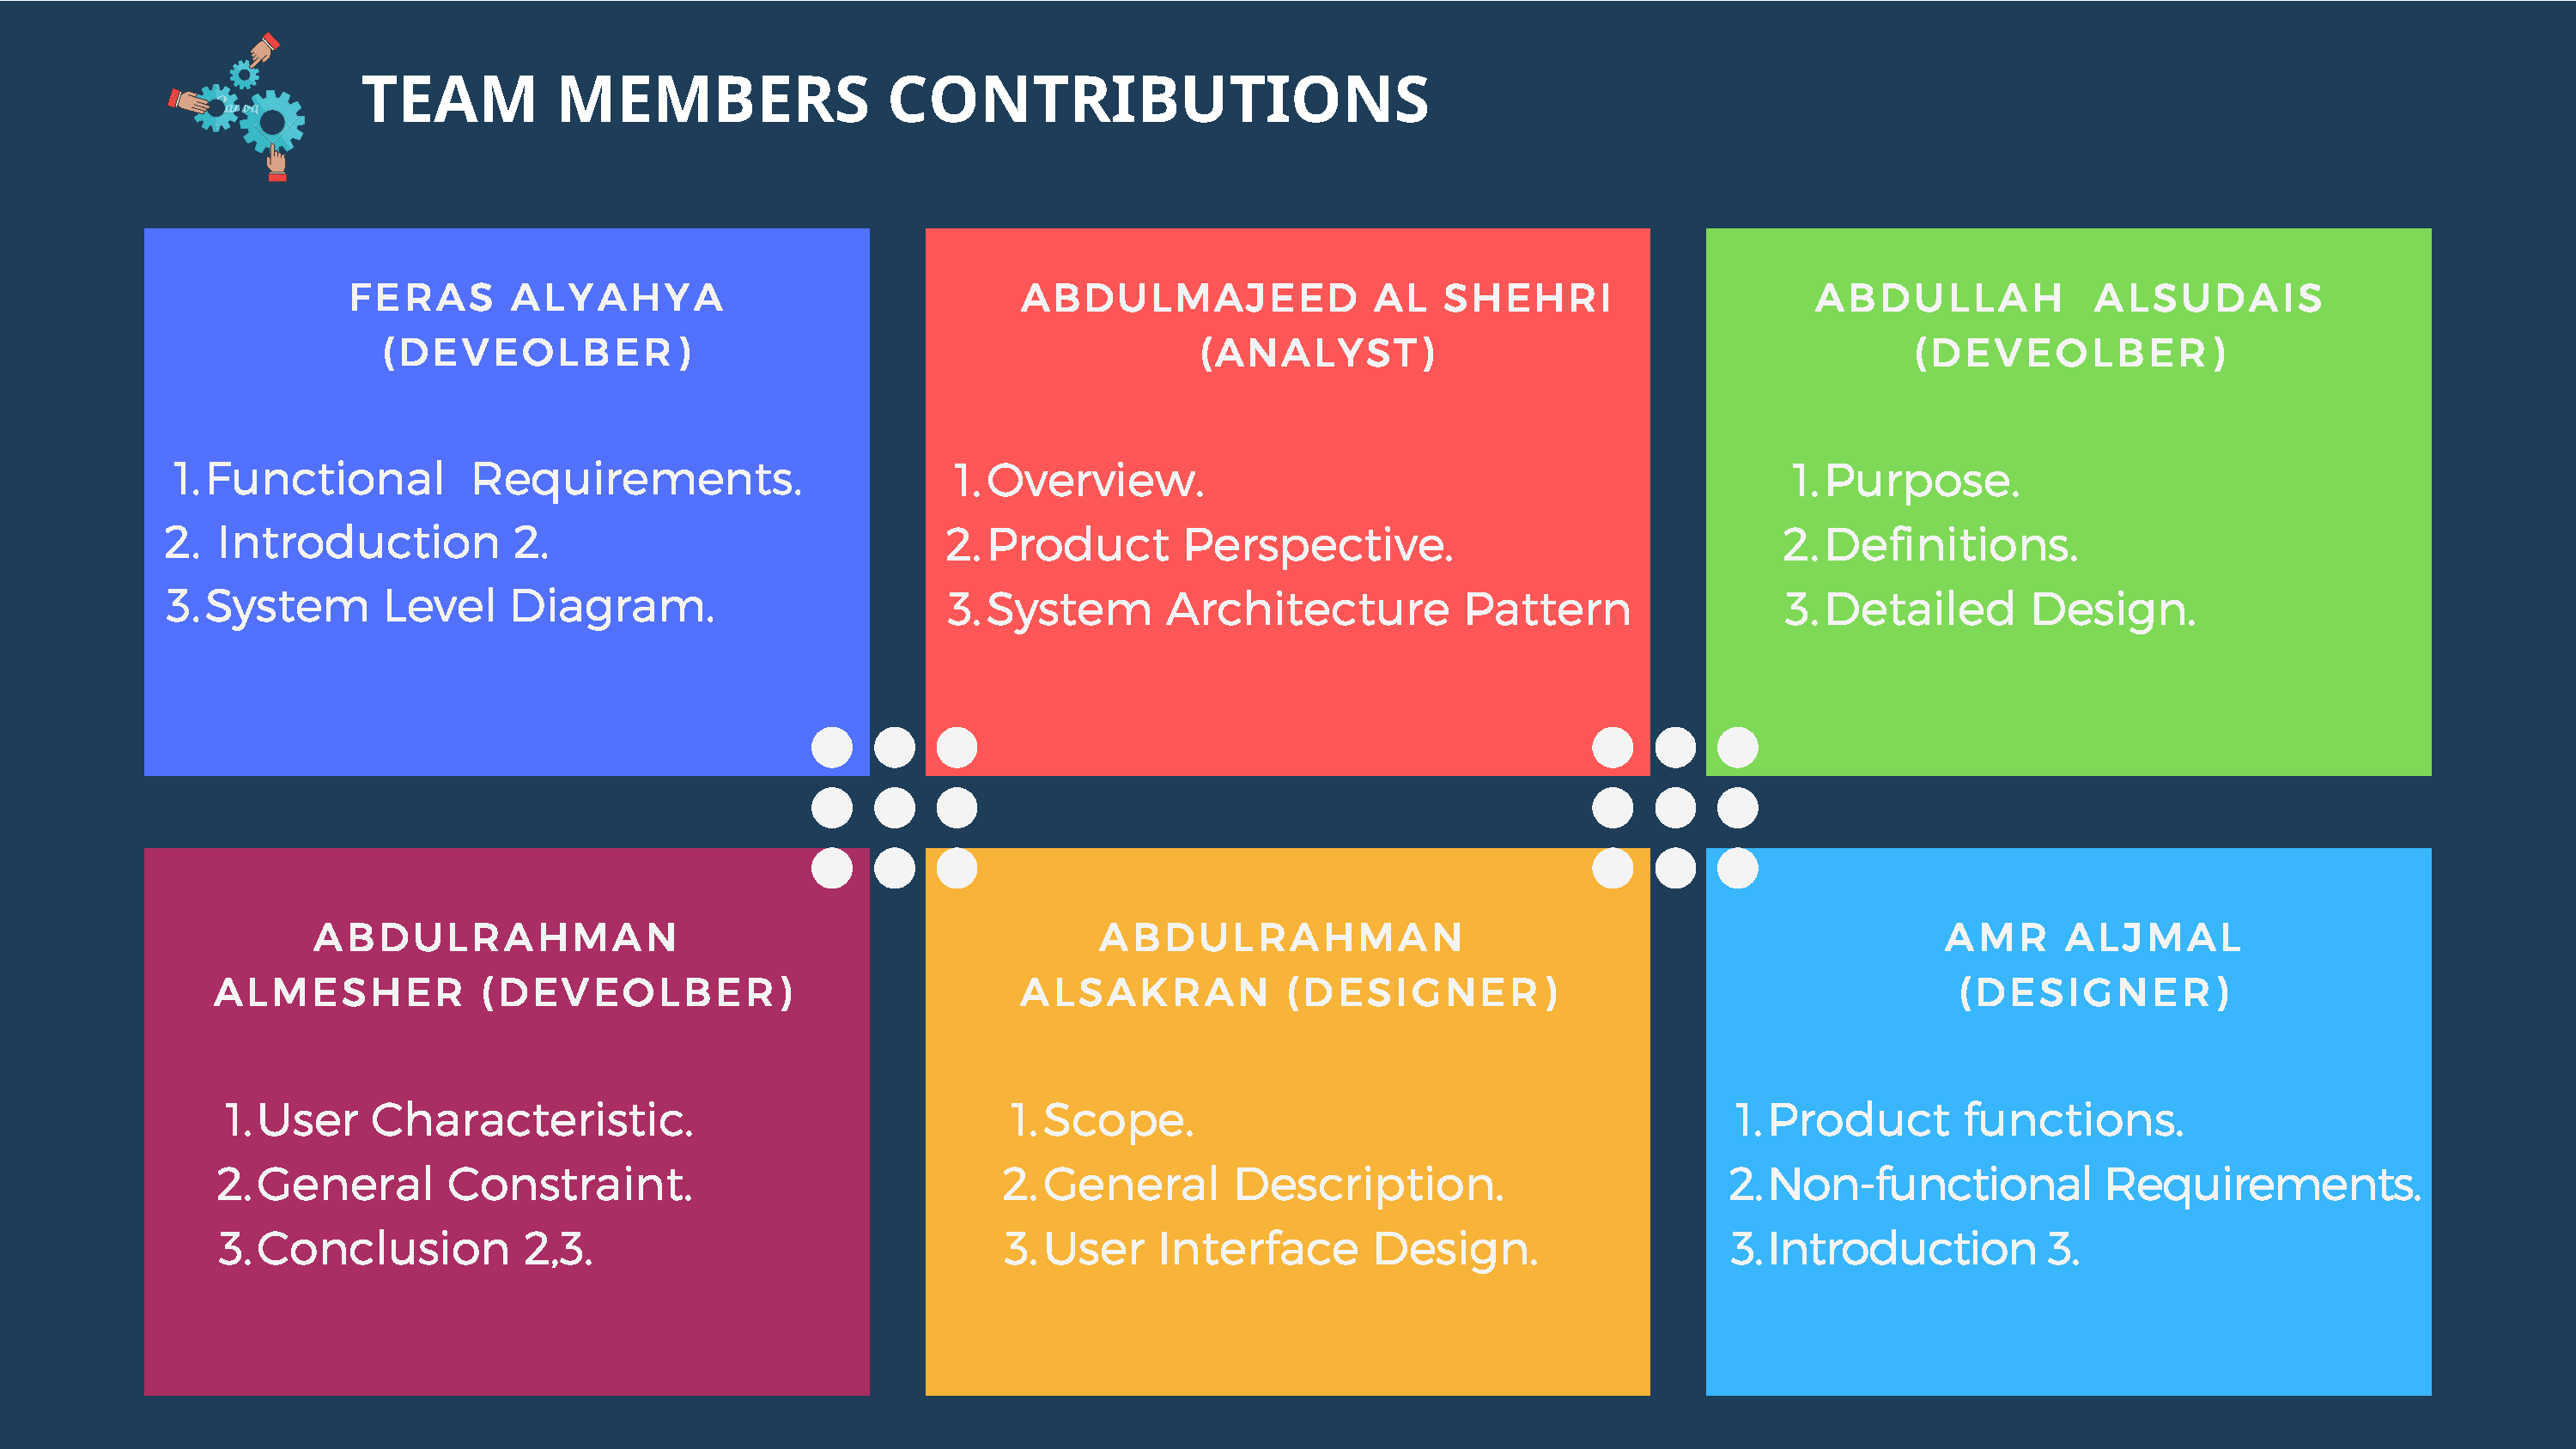 TEAM MEMBERS CONTRIBUTIONS
FERAS ALYAHYA
(DEVEOLBER)
1. Functional Requirements.
2. Introduction 2.
3. System Level Diagram.
ABDULMAJEED AL SHEHRI
(ANALYST)
1. Overview.
2. Product Perspective.
3. System Architecture Pattern
ABDULLAH ALSUDAIS
(DEVEOLBER)
1. Purpose.
2. Definitions.
3. Detailed Design.
ABDULRAHMAN
ALMESHER (DEVEOLBER)
1. User Characteristic.
2. General Constraint.
3. Conclusion 2,3.
ABDULRAHMAN
ALSAKRAN (DESIGNER)
1. Scope.
2. General Description.
3. User Interface Design.
AMR ALJMAL
(DESIGNER)
1. Product functions.
2. Non-functional Requirements.
3. Introduction 3.